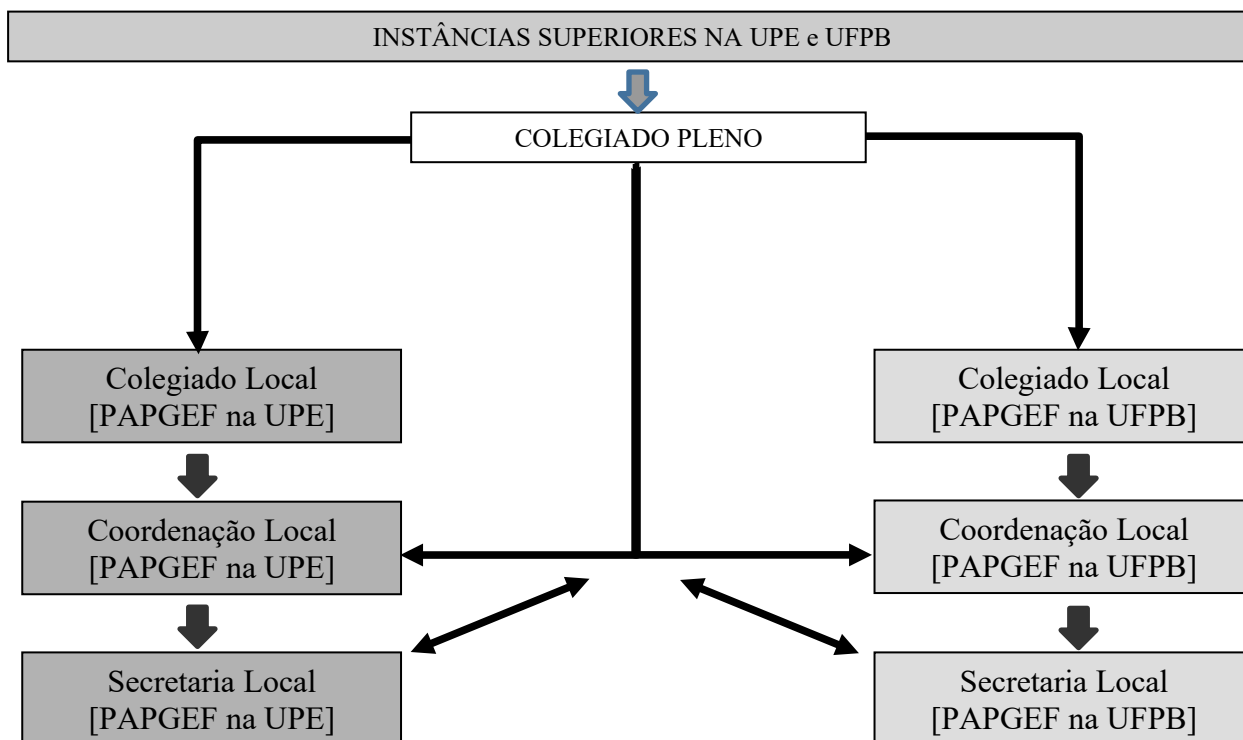 INSTÂNCIAS SUPERIORES NA UPE e UFPB
COLEGIADO PLENO
Colegiado Local
[PAPGEF na UPE]
Colegiado Local
[PAPGEF na UFPB]
Coordenação Local
[PAPGEF na UPE]
Coordenação Local
[PAPGEF na UFPB]
Secretaria Local
[PAPGEF na UPE]
Secretaria Local
[PAPGEF na UFPB]